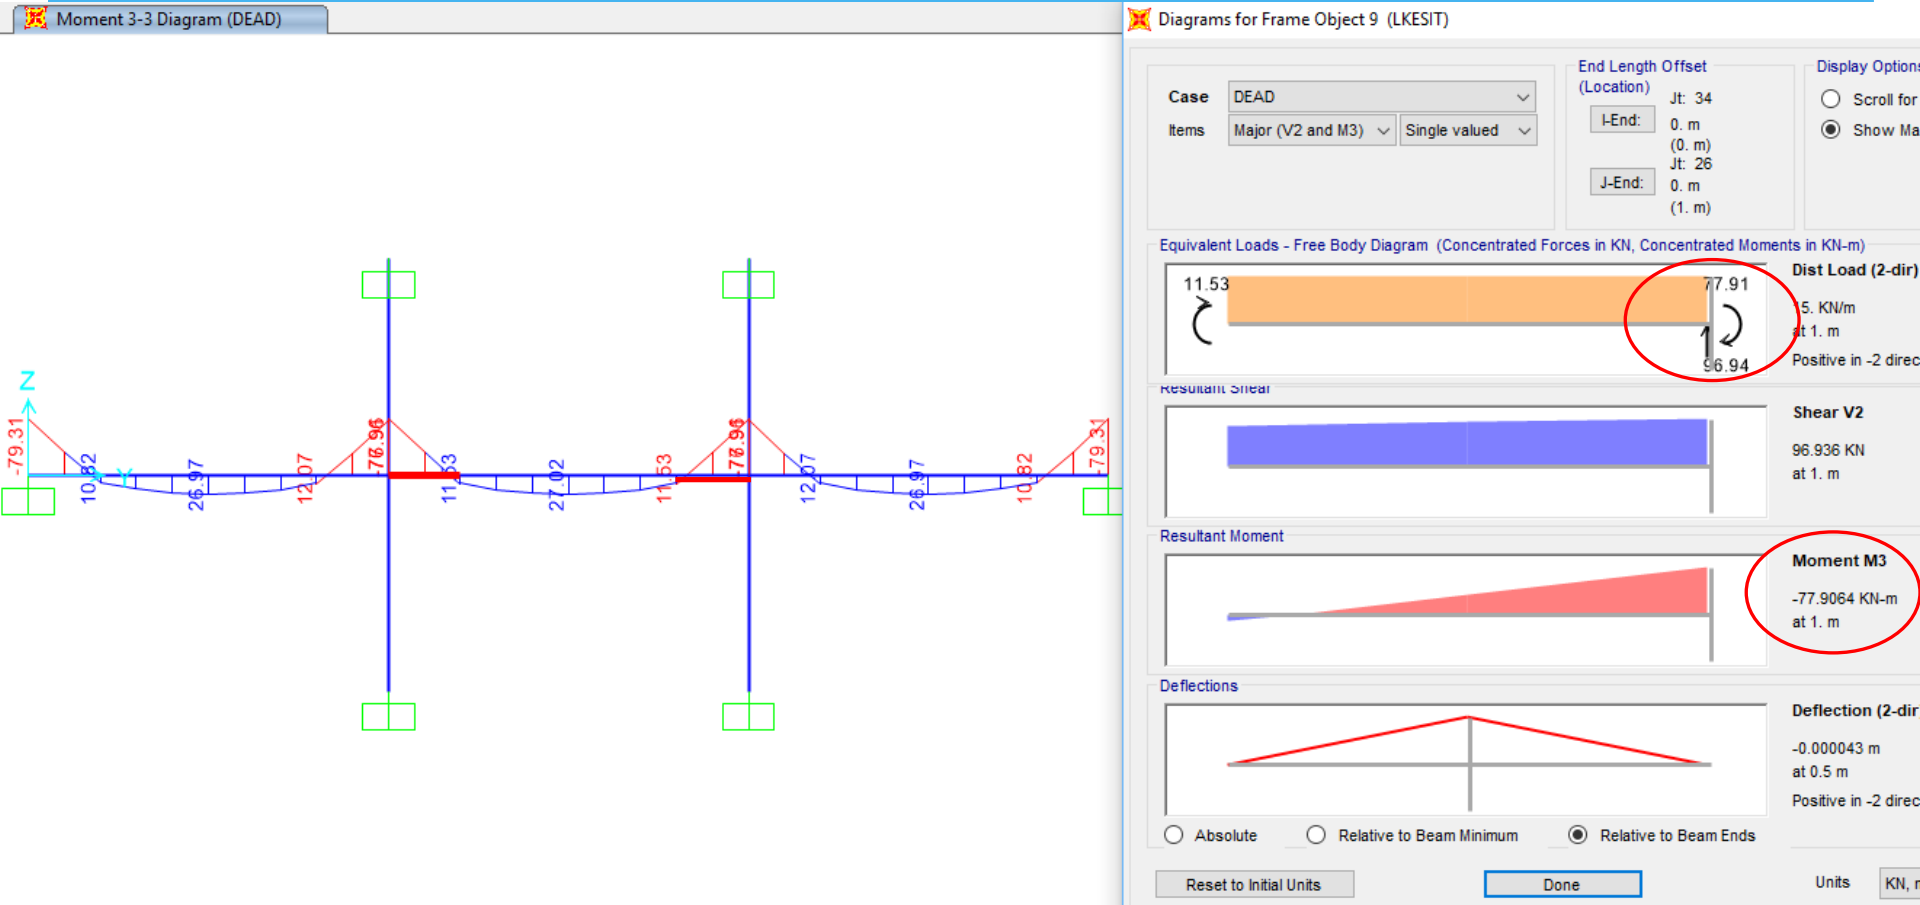 Moment 3-3 Diagram (DEAD)
Z
Y
-79.31
10.82
26.97
12.07
11.53
27.02
11.53
12.07
26.97
10.82
-79.31
Diagrams for Frame Object 9 (LKESIT)
Case DEAD
Items Major (V2 and M3) Single valued
End Length Offset
(Location)
I-End: Jt: 34
0. m
(0. m)
J-End: Jt: 26
0. m
(1. m)
Display Options
Scroll for
Show Ma
Equivalent Loads - Free Body Diagram (Concentrated Forces in KN, Concentrated Moments in KN-m)
11.53
77.91
96.94
Dist Load (2-dir)
5. KN/m
at 1. m
Positive in -2 direc
Resultant Shear
Shear V2
96.936 KN
at 1. m
Resultant Moment
Moment M3
-77.9064 KN-m
at 1. m
Deflections
Deflection (2-dir
-0.000043 m
at 0.5 m
Positive in -2 direc
Absolute Relative to Beam Minimum Relative to Beam Ends
Reset to Initial Units Done Units KN,